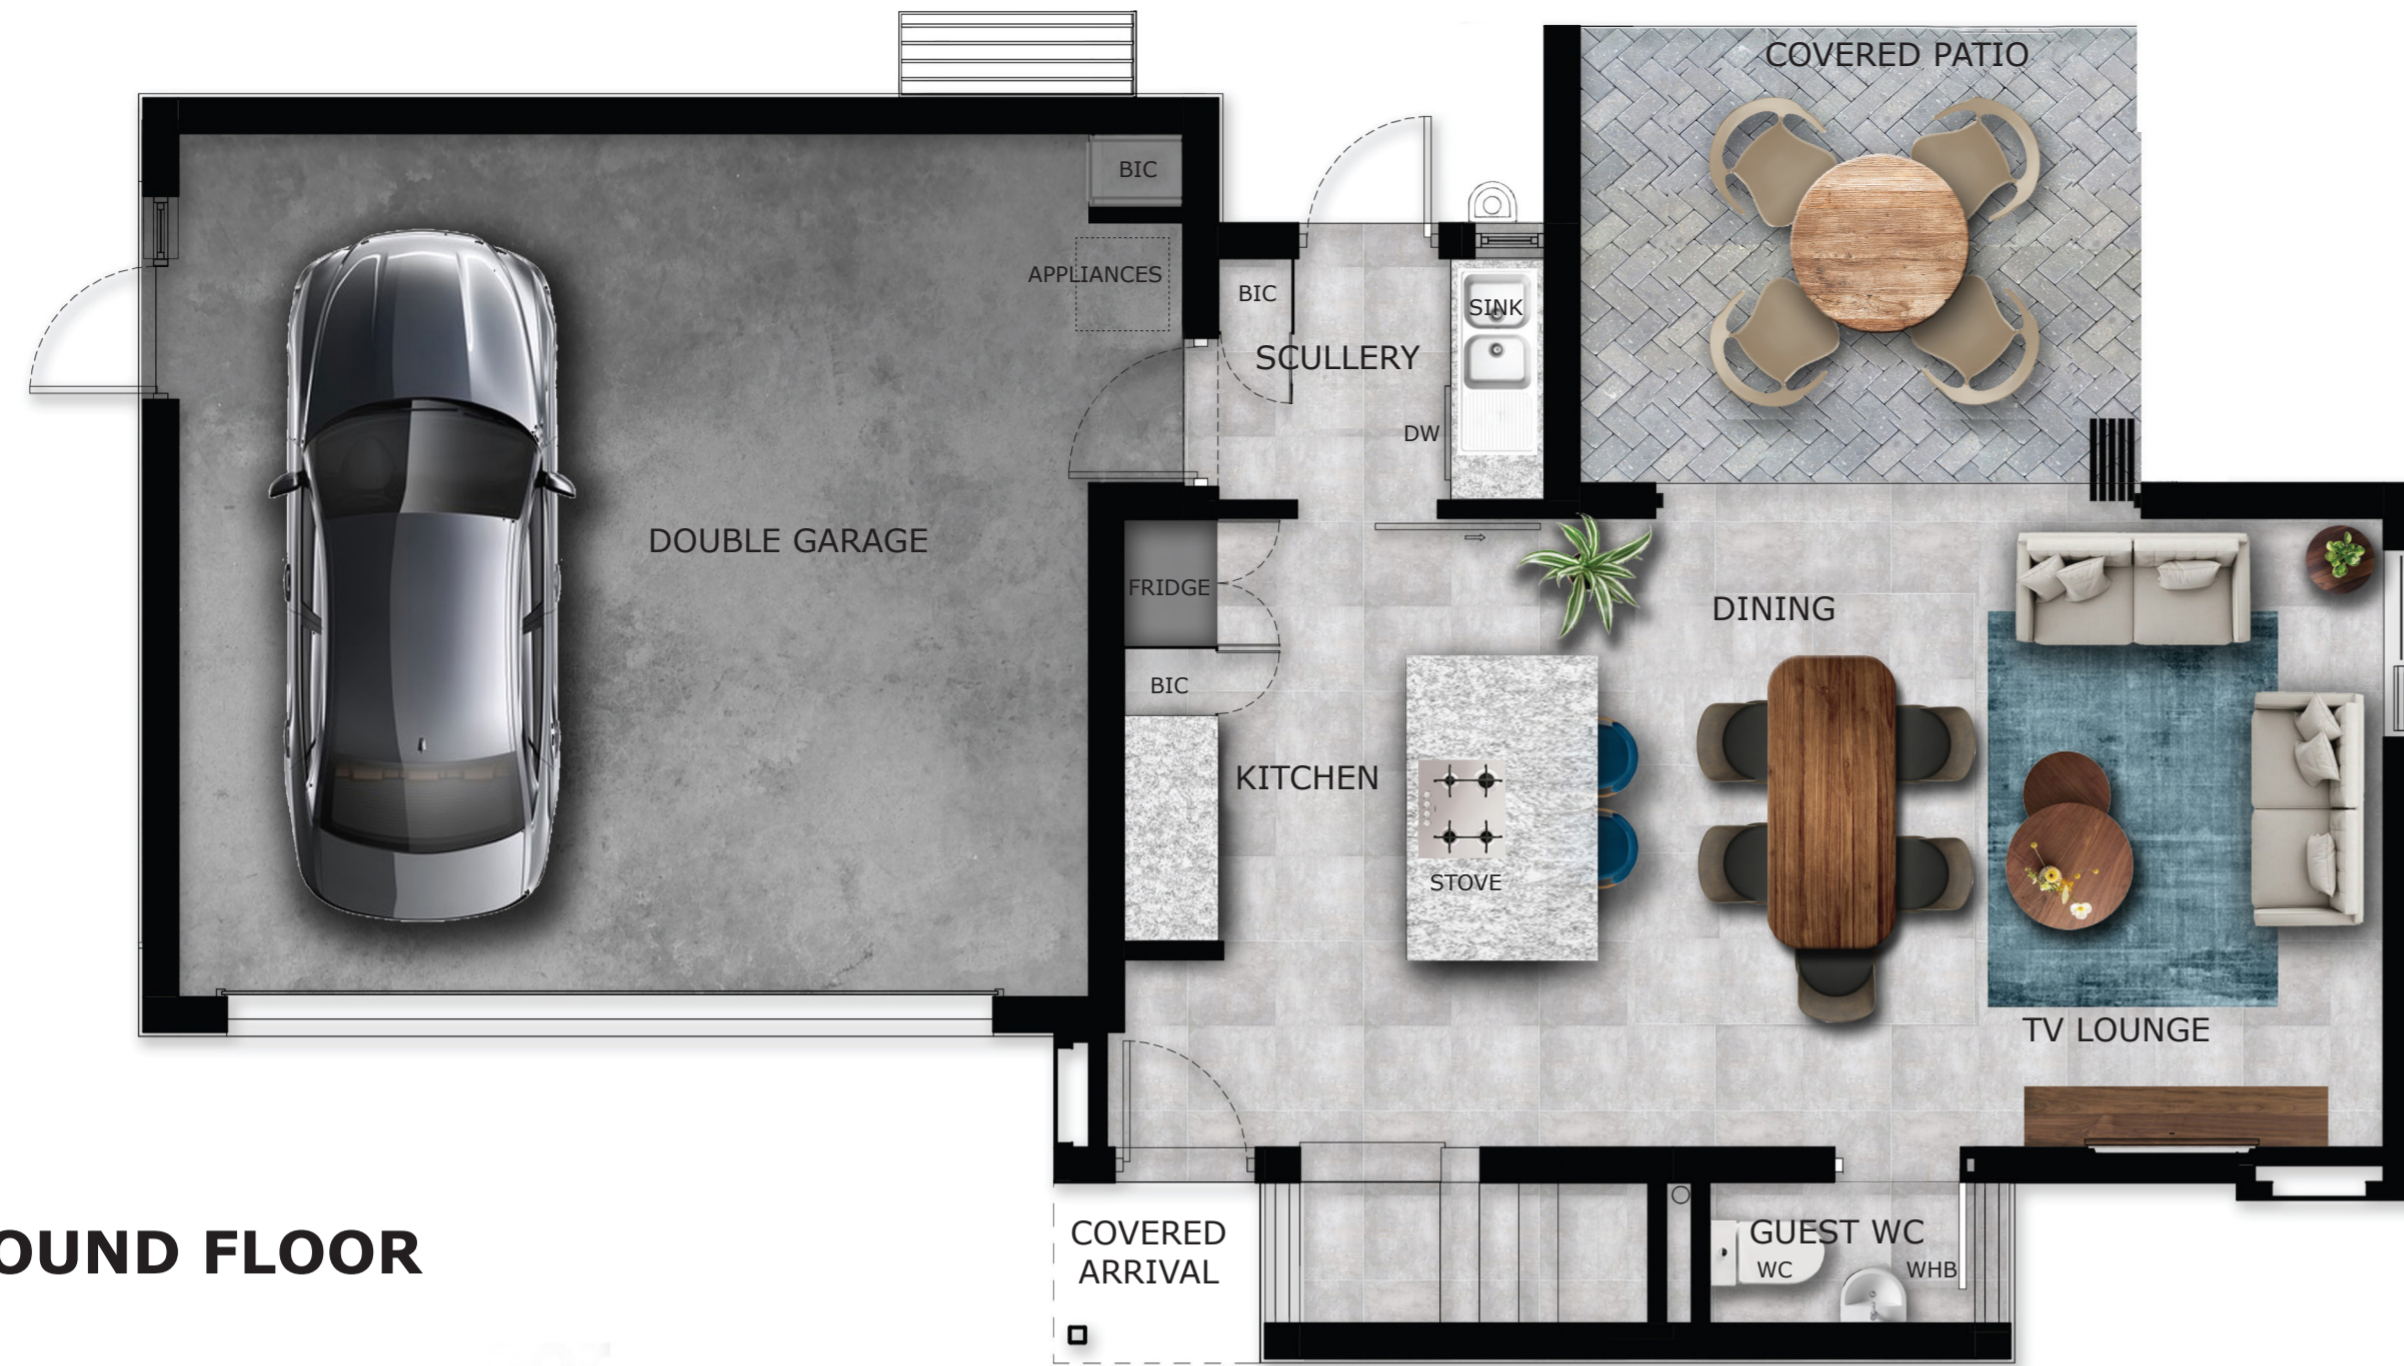 COVERED PATIO
BIC
APPLIANCES
BIC
SINK
SCULLERY
DW
DOUBLE GARAGE
FRIDGE
DINING
BIC
KITCHEN
STOVE
TV LOUNGE
COVERED
ARRIVAL
GUEST WC
WC
WHB
OUND FLOOR